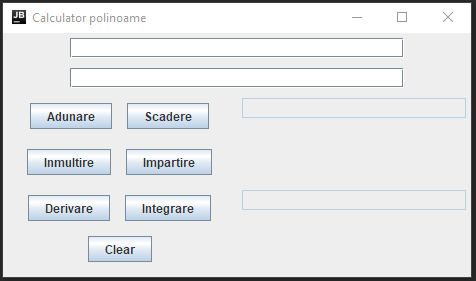 JB Calculator polinoame
Adunare Scadere
Inmultire Impartire
Derivare Integrare
Clear